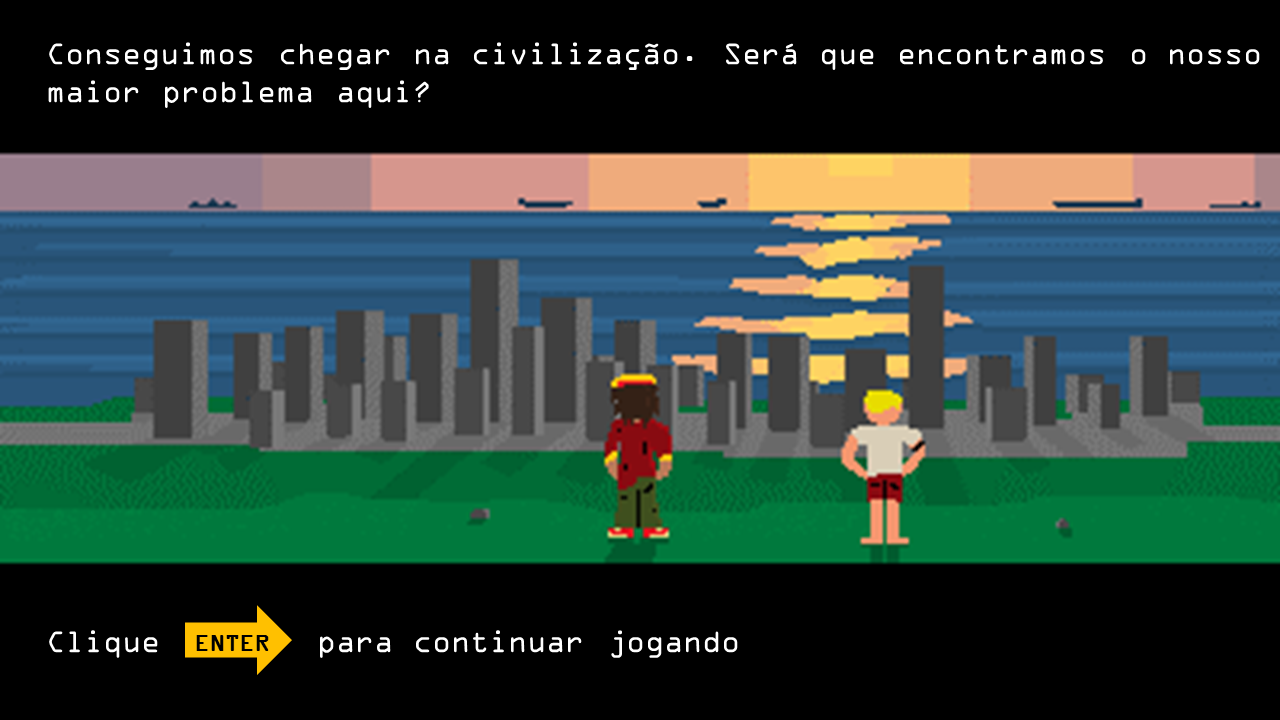 Conseguimos chegar na civilização. Será que encontramos o nosso
maior problema aqui?
Clique ENTER para continuar jogando